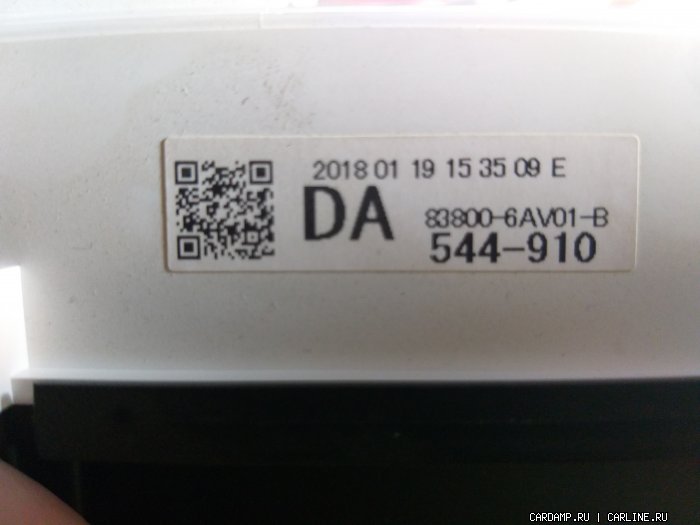 2018 01 19 15 35 09 E
DA
83800-6AV01-B
544-910
CARDAMP.RU | CARLINE.RU